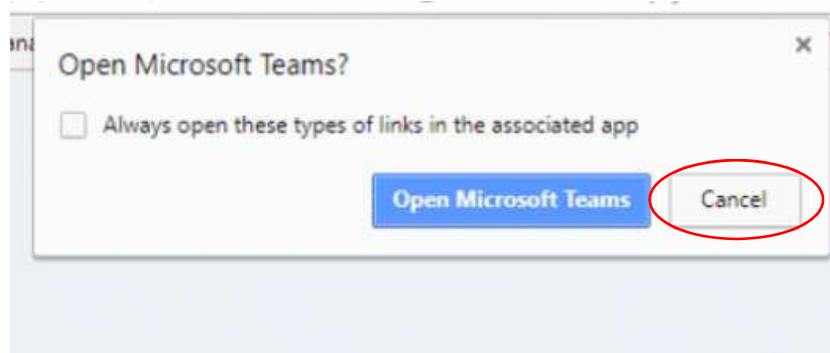 Open Microsoft Teams?
Always open these types of links in the associated app
Open Microsoft Teams Cancel